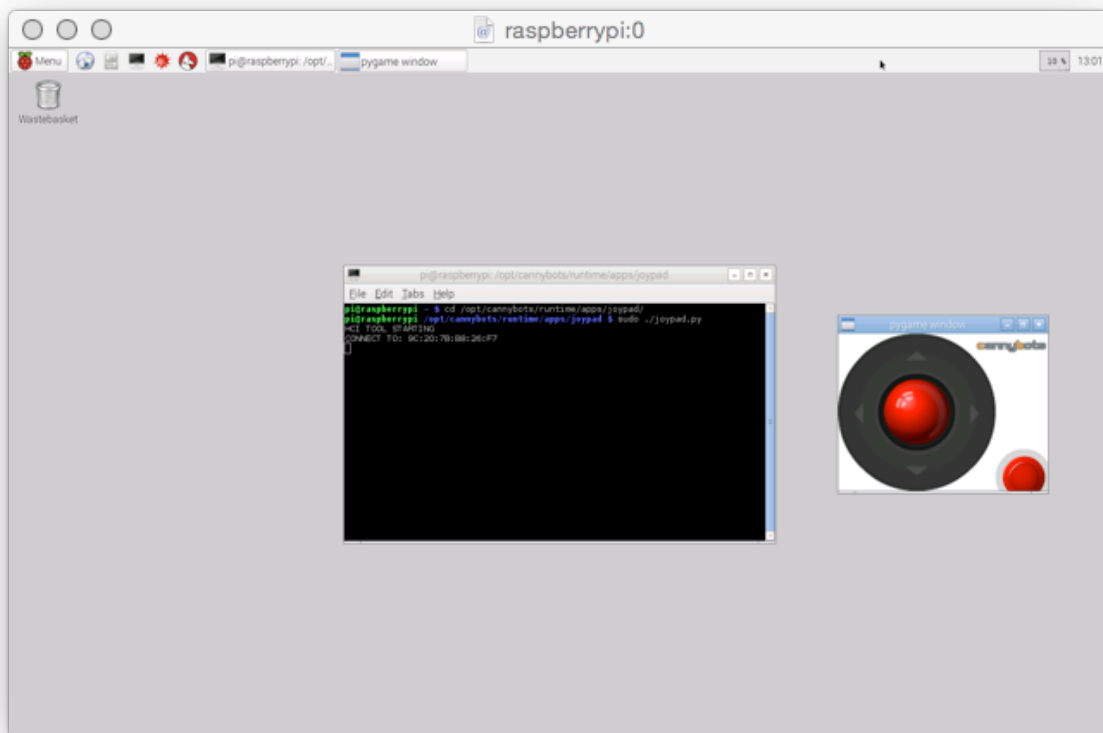 raspberrypi:0
Menu pi@raspberrypi: /opt/... pygame window 10 % 13:01
Wastebasket
pi@raspberrypi: /opt/cannybots/runtime/apps/joypad
File Edit Tabs Help
pi@raspberrypi ~ $ cd /opt/cannybots/runtime/apps/joypad/
pi@raspberrypi /opt/cannybots/runtime/apps/joypad $ sudo ./joypad.py
HCI TOOL STARTING
CONNECT TO: 9C:20:7B:B8:26:F7
pygame window
cannybots